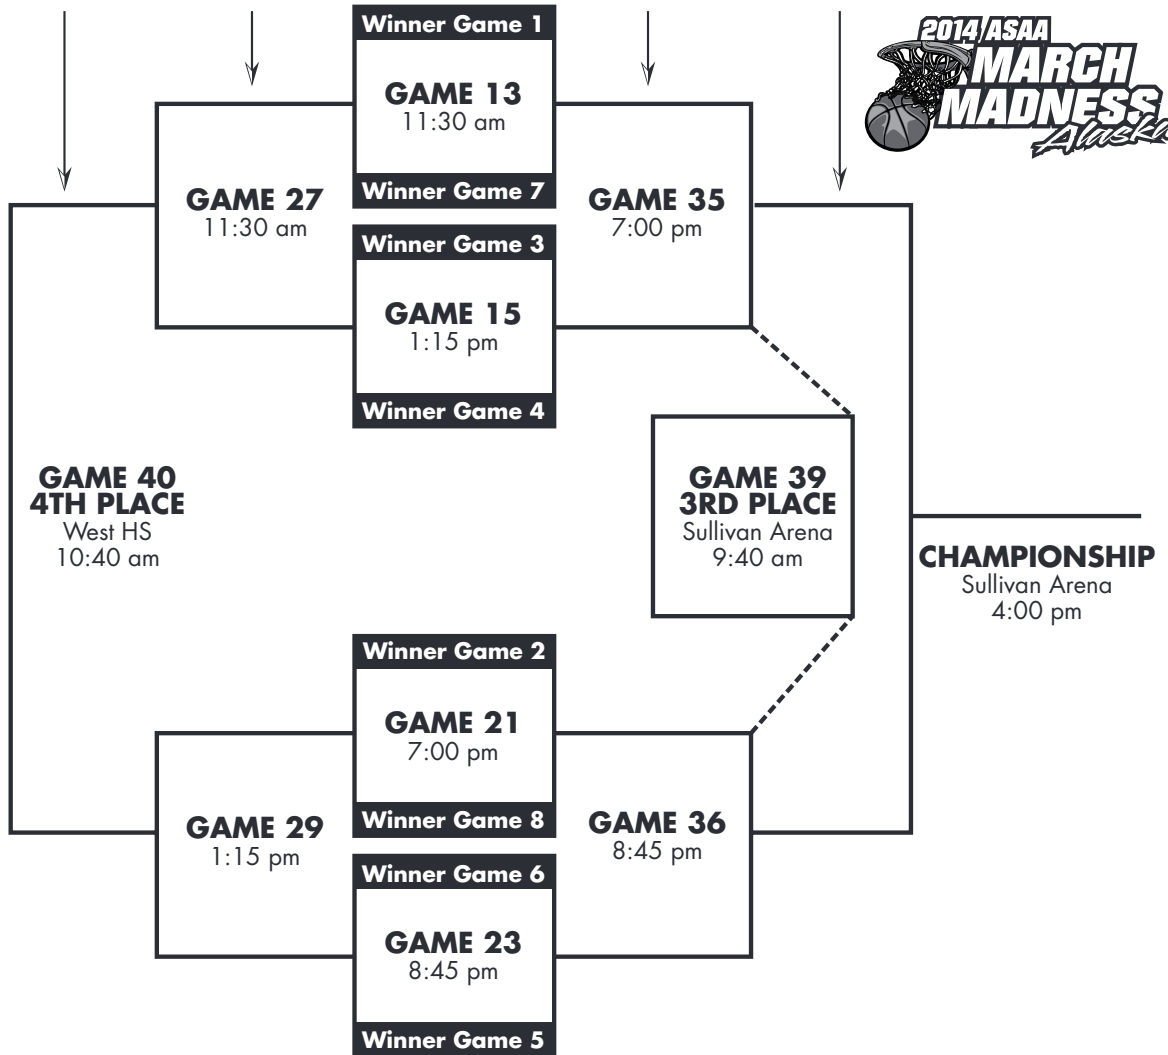 Winner Game 1
GAME 13
11:30 am
Winner Game 7
2014 ASAA
MARCH
MADNESS
Alaska
GAME 27
11:30 am
GAME 35
7:00 pm
Winner Game 3
GAME 15
1:15 pm
Winner Game 4
GAME 40
4TH PLACE
West HS
10:40 am
GAME 39
3RD PLACE
Sullivan Arena
9:40 am
CHAMPIONSHIP
Sullivan Arena
4:00 pm
Winner Game 2
GAME 21
7:00 pm
Winner Game 8
GAME 29
1:15 pm
GAME 36
8:45 pm
Winner Game 6
GAME 23
8:45 pm
Winner Game 5